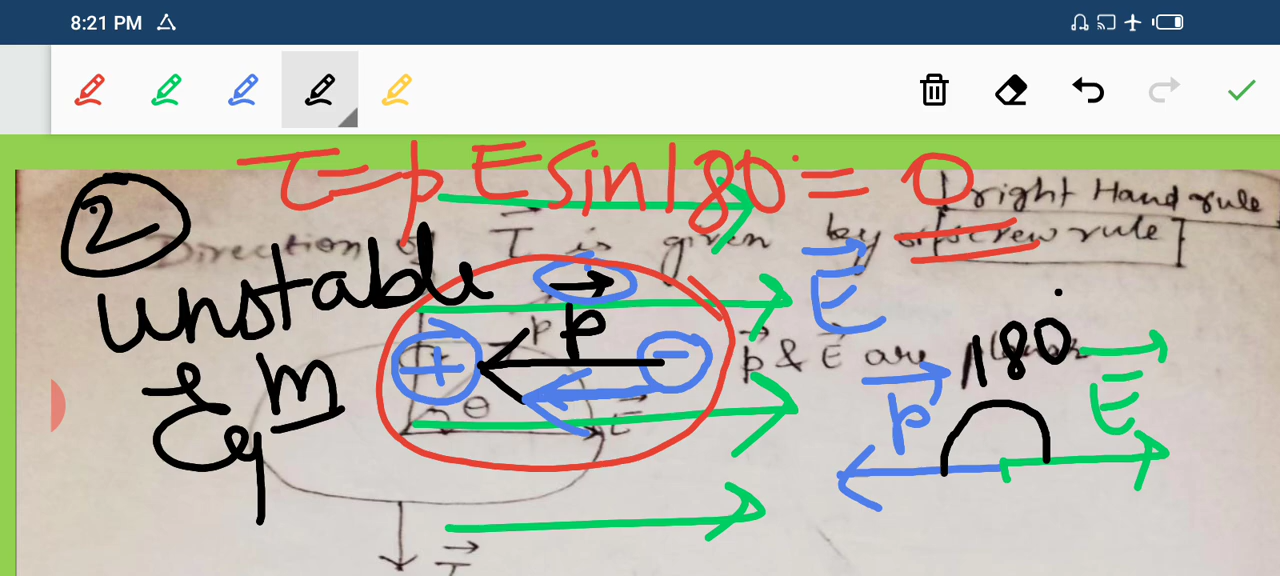 8:21 PM
τ = p E Sin 180° = 0
② right Hand rule
Direction of τ⃗ is given by screw rule
unstable
Eqm
p⃗
E⃗
+ −
p
θ
E⃗
p⃗ & E⃗ are
180°
p⃗ E⃗
τ⃗